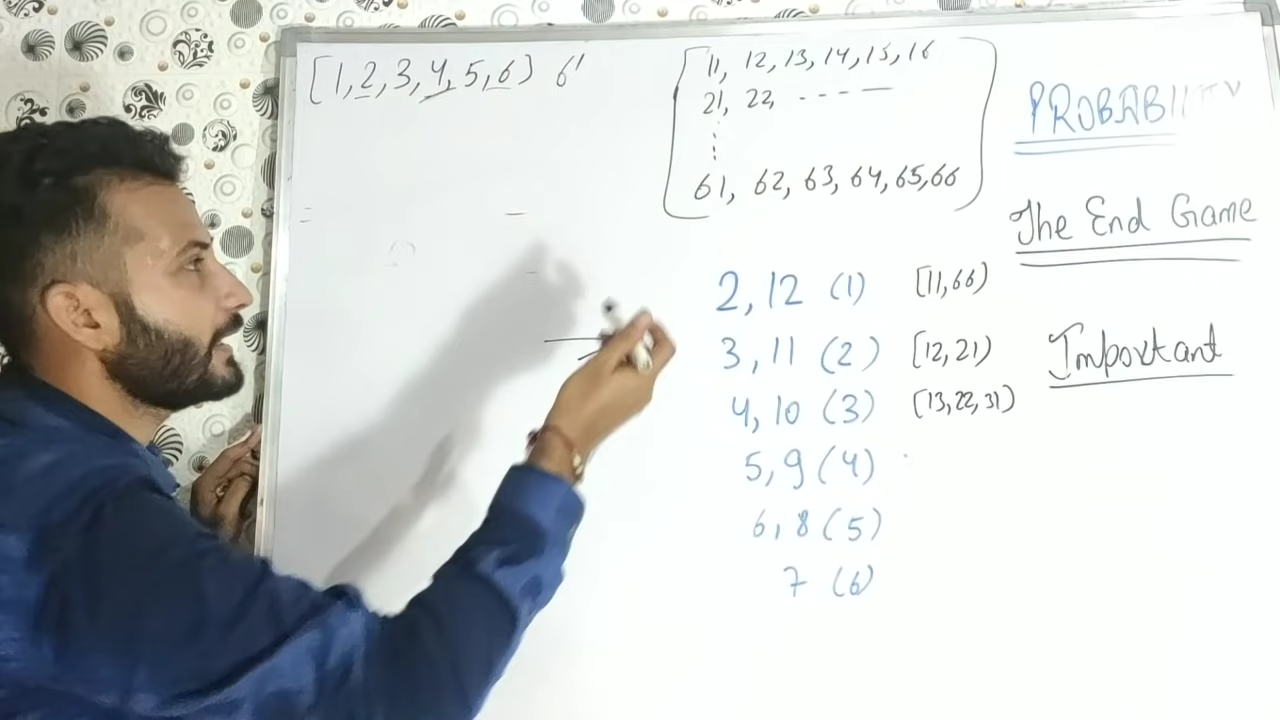 [1,2,3,4,5,6) 6'
11, 12, 13, 14, 15, 16
21, 22, - - - - —
61, 62, 63, 64, 65, 66
PROBABILITY
The End Game
Important
2, 12 (1) [11,66)
3, 11 (2) [12, 21)
4, 10 (3) [13, 22, 31)
5, 9 (4)
6, 8 (5)
7 (6)